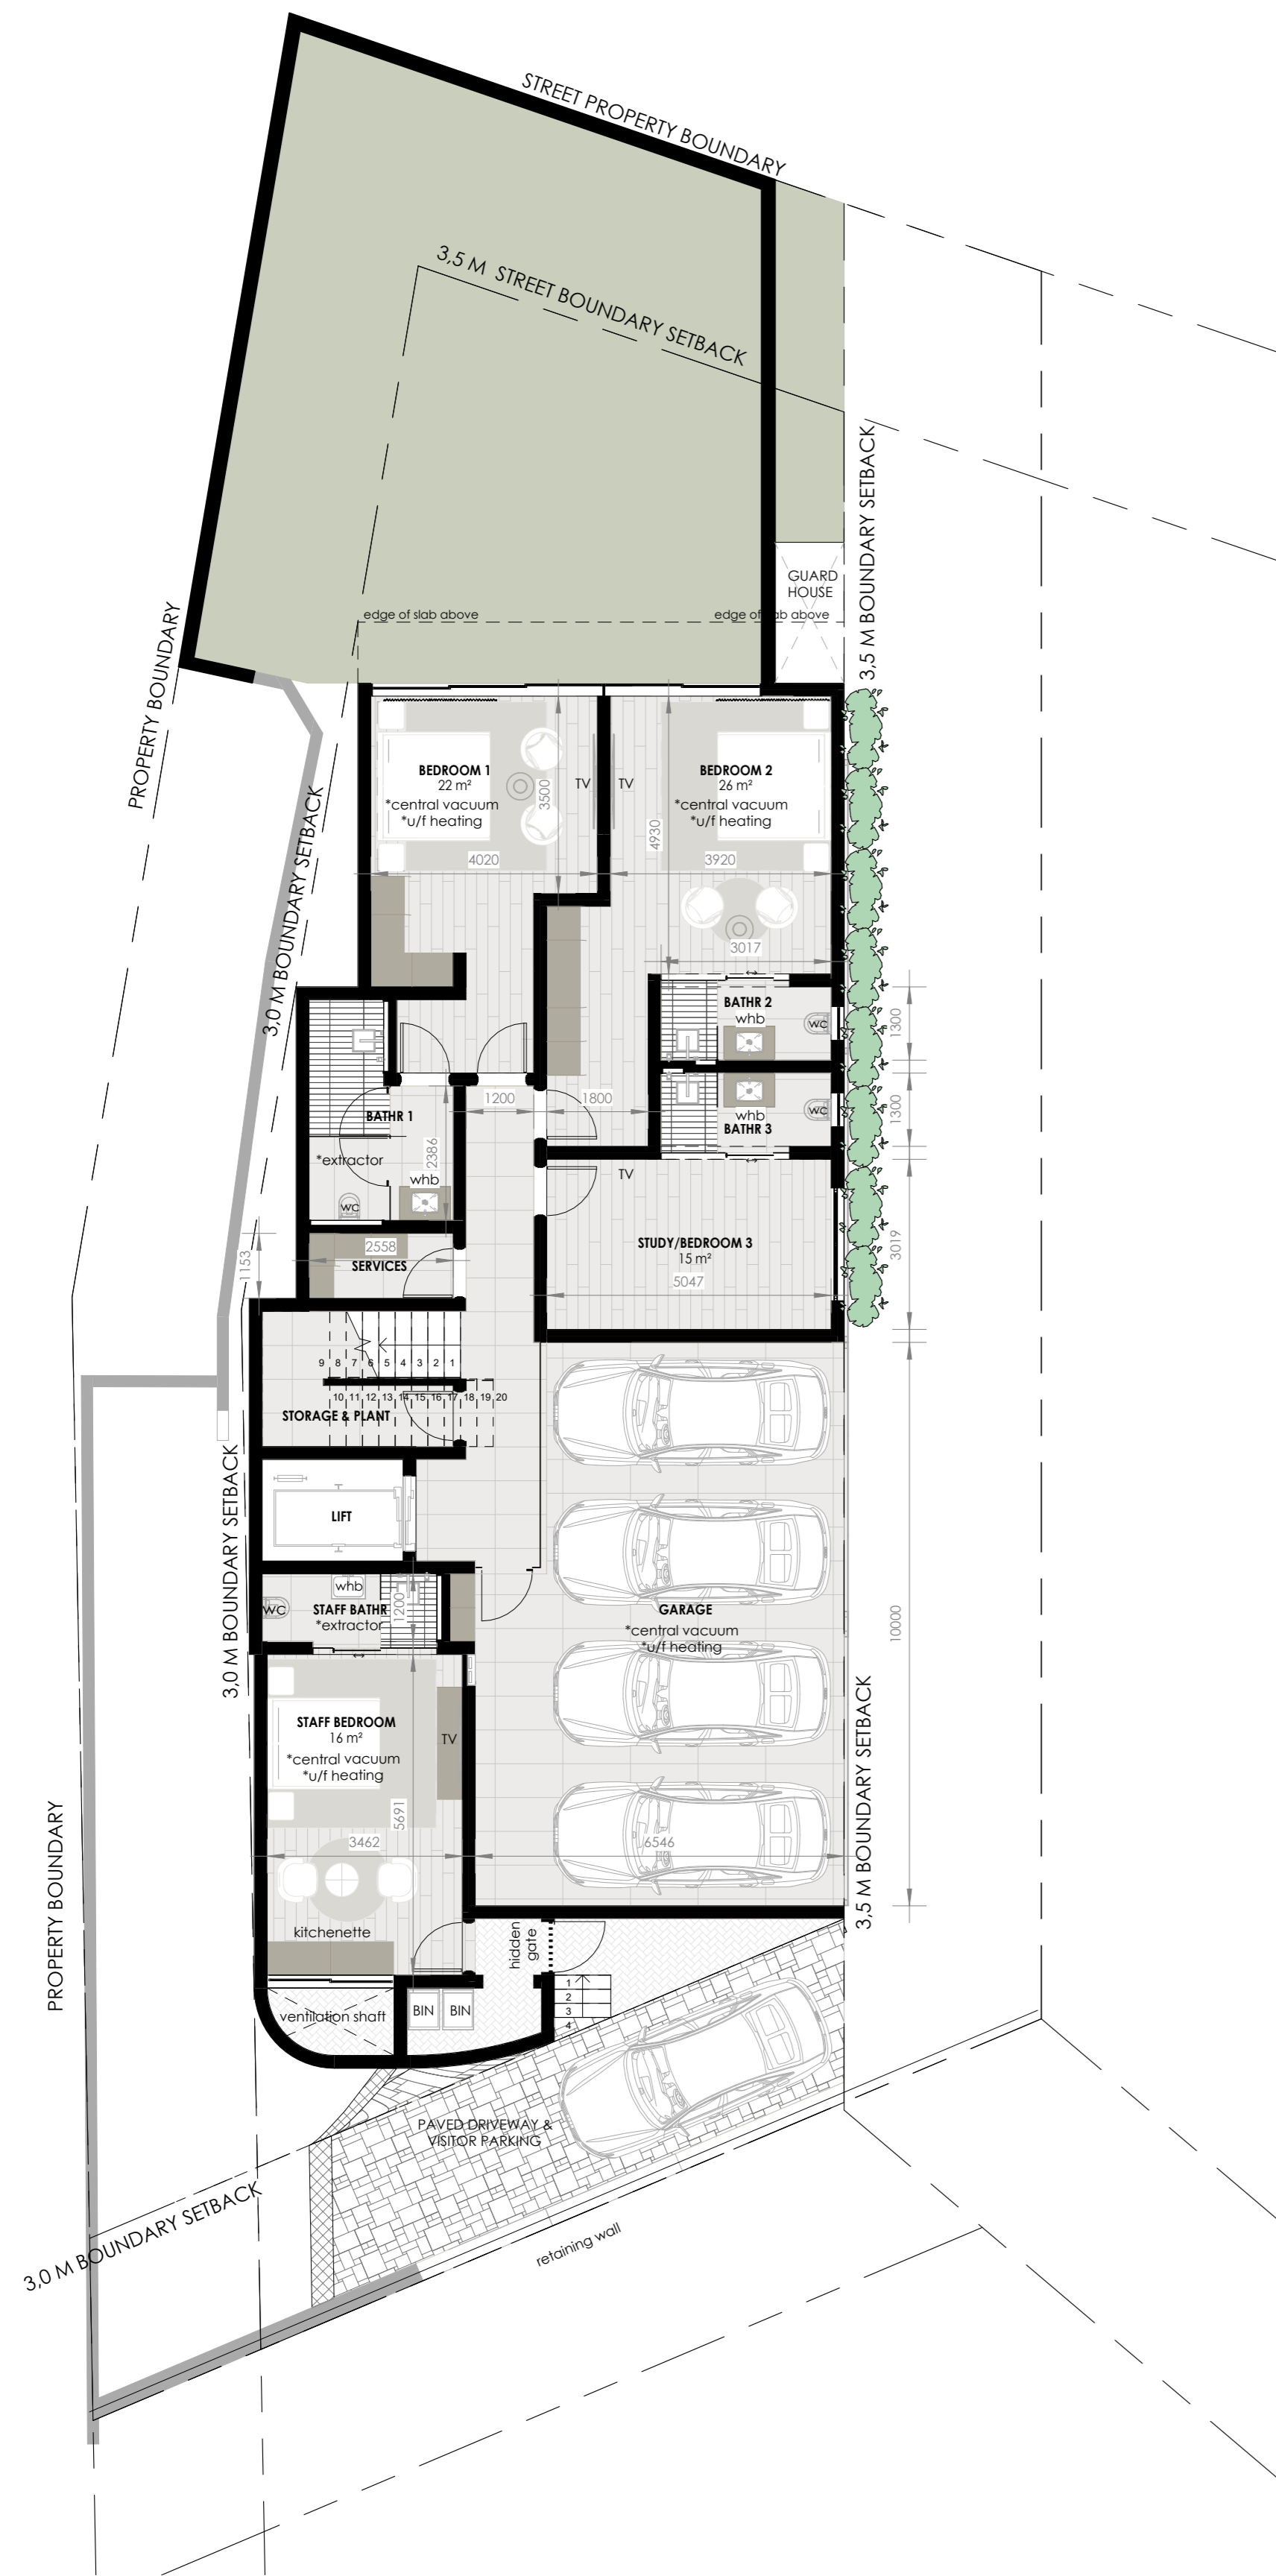 STREET PROPERTY BOUNDARY
3,5 M  STREET BOUNDARY SETBACK
3,5 M BOUNDARY SETBACK
GUARD
HOUSE
edge of slab above
edge of slab above
PROPERTY BOUNDARY
3,0 M BOUNDARY SETBACK
BEDROOM 1
22 m²
*central vacuum
*u/f heating
3500
TV
TV
4020
BEDROOM 2
26 m²
*central vacuum
*u/f heating
4930
3920
3017
BATHR 2
whb
wc
1300
1200
1800
whb
BATHR 3
wc
1300
BATHR 1
*extractor
2386
whb
wc
TV
STUDY/BEDROOM 3
15 m²
5047
3019
1153
2558
SERVICES
9 8 7 6 5 4 3 2 1
10 11 12 13 14 15 16 17 18 19 20
STORAGE & PLANT
LIFT
3,0 M BOUNDARY SETBACK
whb
wc
STAFF BATHR
*extractor
1200
GARAGE
*central vacuum
*u/f heating
10000
STAFF BEDROOM
16 m²
*central vacuum
*u/f heating
TV
5691
3462
6546
3,5 M BOUNDARY SETBACK
PROPERTY BOUNDARY
kitchenette
hidden
gate
1
2
3
4
ventilation shaft
BIN
BIN
PAVED DRIVEWAY &
VISITOR PARKING
3,0 M BOUNDARY SETBACK
retaining wall